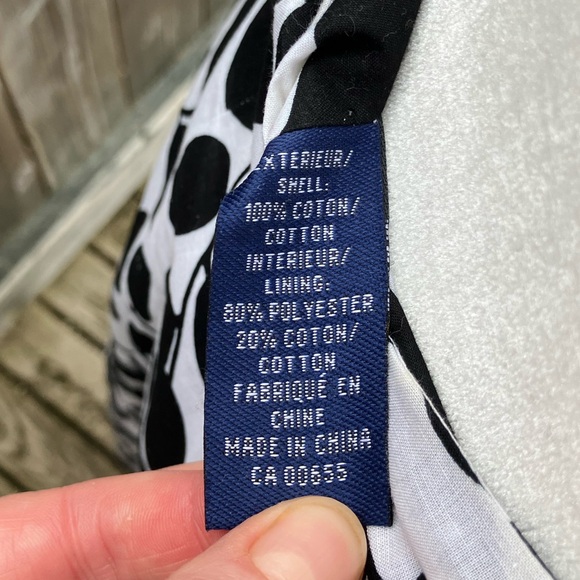 EXTERIEUR/
SHELL:
100% COTON/
COTTON
INTERIEUR/
LINING:
80% POLYESTER
20% COTON/
COTTON
FABRIQUÉ EN
CHINE
MADE IN CHINA
CA 00655